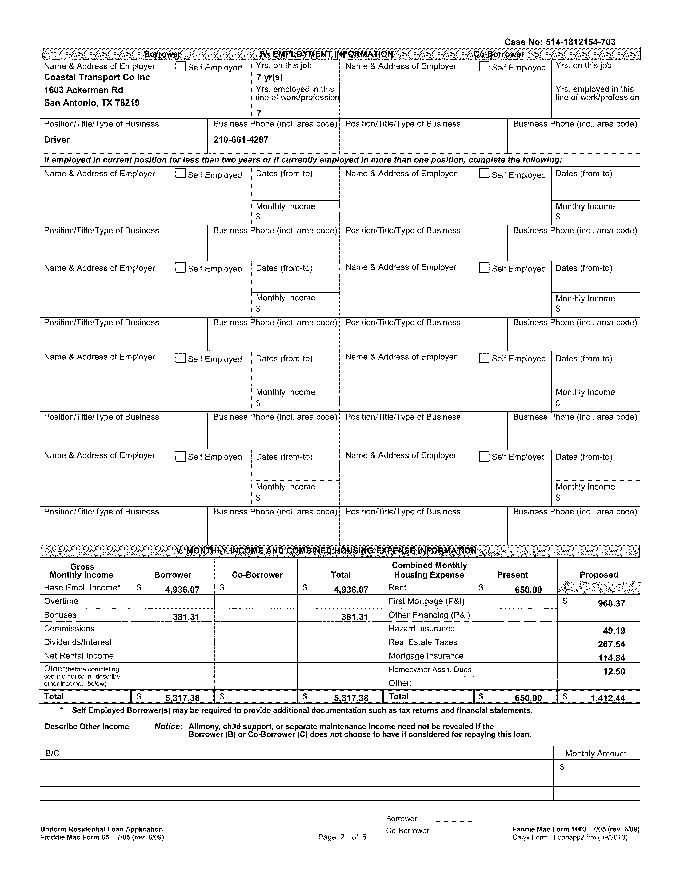 Case No: 514-1812154-703
Borrower IV. EMPLOYMENT INFORMATION Co-Borrower
Name & Address of Employer Self Employed Yrs. on this job Name & Address of Employer Self Employed Yrs. on this job
Coastal Transport Co Inc 7 yr(s)
1603 Ackerman Rd Yrs. employed in this line of work/profession Yrs. employed in this line of work/profession
San Antonio, TX 78219
7
Position/Title/Type of Business Business Phone (incl. area code) Position/Title/Type of Business Business Phone (incl. area code)
Driver 210-661-4287
If employed in current position for less than two years or if currently employed in more than one position, complete the following:
Name & Address of Employer Self Employed Dates (from-to) Name & Address of Employer Self Employed Dates (from-to)
Monthly Income Monthly Income
$ $
Position/Title/Type of Business Business Phone (incl. area code) Position/Title/Type of Business Business Phone (incl. area code)
Name & Address of Employer Self Employed Dates (from-to) Name & Address of Employer Self Employed Dates (from-to)
Monthly Income Monthly Income
$ $
Position/Title/Type of Business Business Phone (incl. area code) Position/Title/Type of Business Business Phone (incl. area code)
Name & Address of Employer Self Employed Dates (from-to) Name & Address of Employer Self Employed Dates (from-to)
Monthly Income Monthly Income
$ $
Position/Title/Type of Business Business Phone (incl. area code) Position/Title/Type of Business Business Phone (incl. area code)
Name & Address of Employer Self Employed Dates (from-to) Name & Address of Employer Self Employed Dates (from-to)
Monthly Income Monthly Income
$ $
Position/Title/Type of Business Business Phone (incl. area code) Position/Title/Type of Business Business Phone (incl. area code)
V. MONTHLY INCOME AND COMBINED HOUSING EXPENSE INFORMATION
Gross Monthly Income Borrower Co-Borrower Total Combined Monthly Housing Expense Present Proposed
Base Empl. Income* $ 4,936.07 $ $ 4,936.07 Rent $ 650.00
Overtime First Mortgage (P&I) $ 968.37
Bonuses 381.31 381.31 Other Financing (P&I)
Commissions Hazard Insurance 49.19
Dividends/Interest Real Estate Taxes 267.54
Net Rental Income Mortgage Insurance 114.84
Other (before completing, see the notice in "describe other income," below) Homeowner Assn. Dues 12.50
Other:
Total $ 5,317.38 $ $ 5,317.38 Total $ 650.00 $ 1,412.44
* Self Employed Borrower(s) may be required to provide additional documentation such as tax returns and financial statements.
Describe Other Income Notice: Alimony, child support, or separate maintenance income need not be revealed if the
Borrower (B) or Co-Borrower (C) does not choose to have it considered for repaying this loan.
B/C Monthly Amount
$
Borrower
Uniform Residential Loan Application Co-Borrower Fannie Mae Form 1003 7/05 (rev. 6/09)
Freddie Mac Form 65 7/05 (rev. 6/09) Page 2 of 5